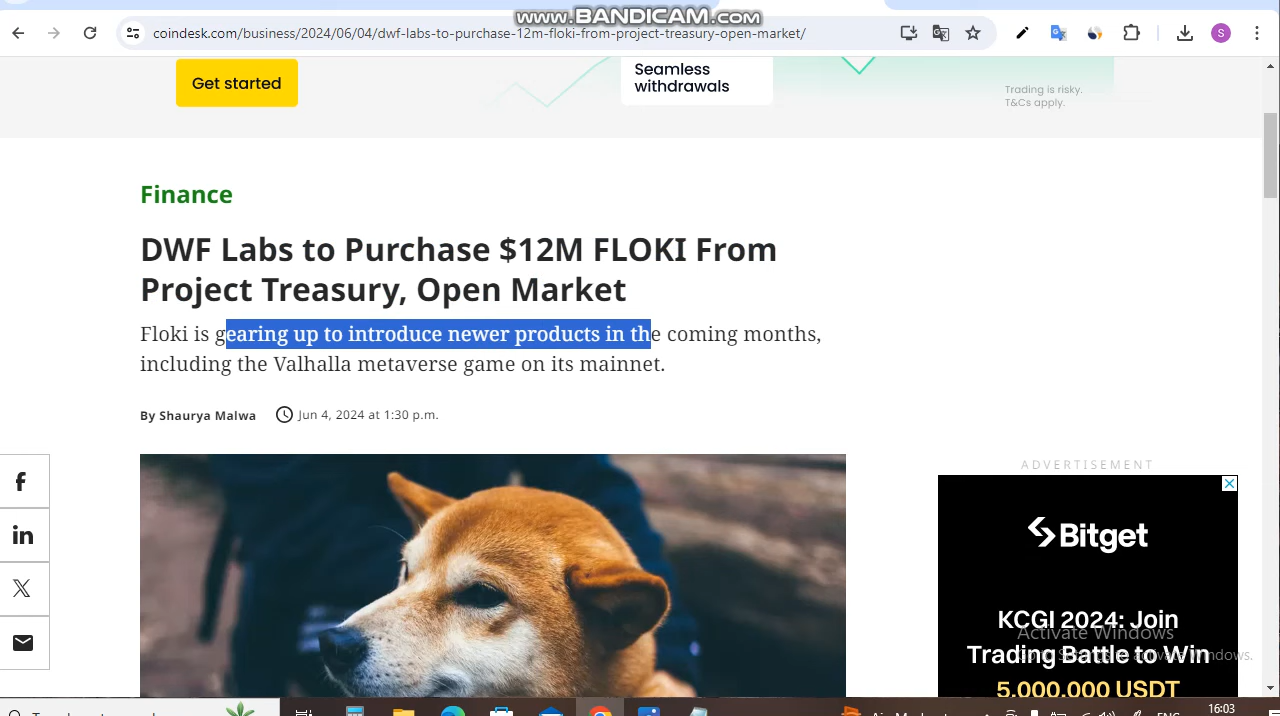 www.BANDICAM.com
coindesk.com/business/2024/06/04/dwf-labs-to-purchase-12m-floki-from-project-treasury-open-market/
S
Get started
Seamless
withdrawals
Trading is risky.
T&Cs apply.
Finance
DWF Labs to Purchase $12M FLOKI From
Project Treasury, Open Market
Floki is gearing up to introduce newer products in the coming months,
including the Valhalla metaverse game on its mainnet.
By Shaurya Malwa
Jun 4, 2024 at 1:30 p.m.
ADVERTISEMENT
Bitget
KCGI 2024: Join
Activate Windows
Trading Battle to Win
5,000,000 USDT
16:03